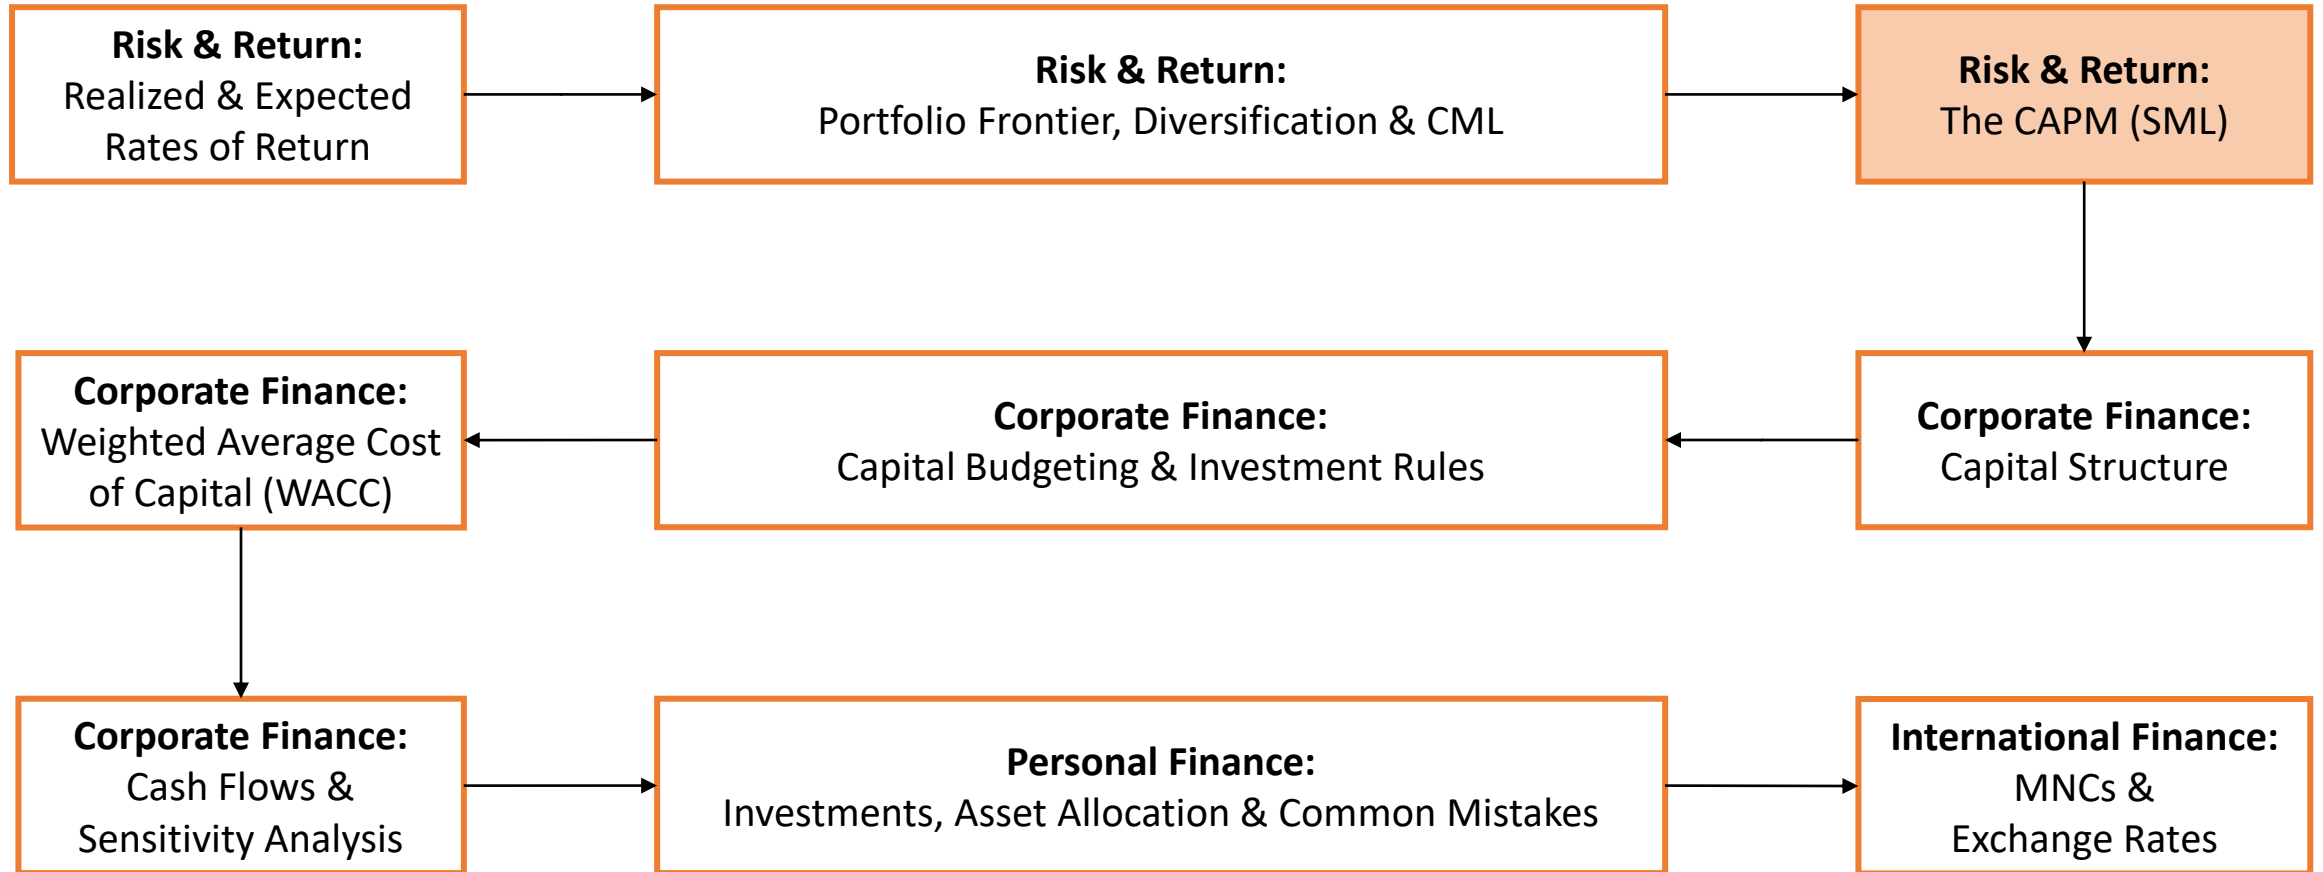 Risk & Return:
Realized & Expected
Rates of Return
Risk & Return:
Portfolio Frontier, Diversification & CML
Risk & Return:
The CAPM (SML)
Corporate Finance:
Weighted Average Cost
of Capital (WACC)
Corporate Finance:
Capital Budgeting & Investment Rules
Corporate Finance:
Capital Structure
Corporate Finance:
Cash Flows &
Sensitivity Analysis
Personal Finance:
Investments, Asset Allocation & Common Mistakes
International Finance:
MNCs &
Exchange Rates